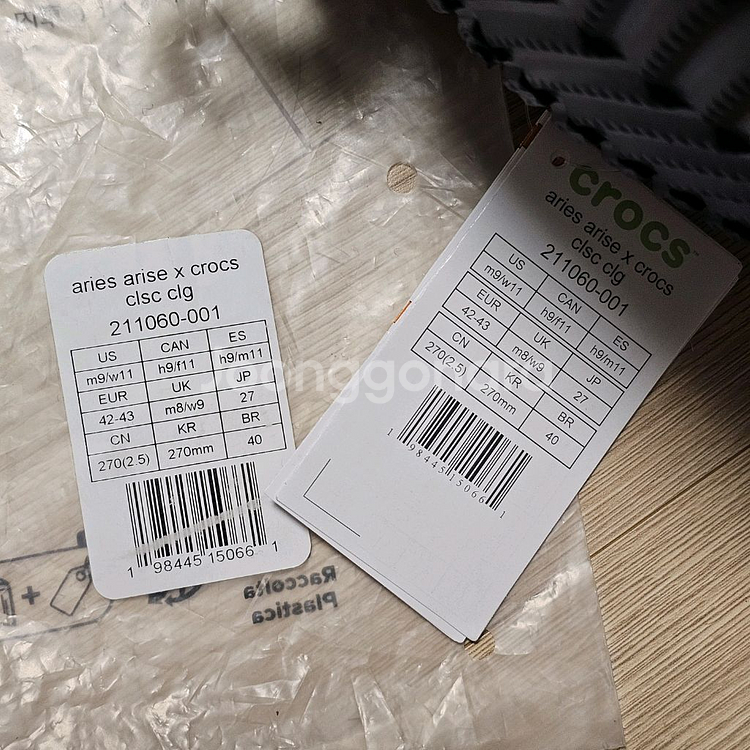 aries arise x crocs
clsc clg
211060-001
US CAN ES
m9/w11 h9/f11 h9/m11
EUR UK JP
42-43 m8/w9 27
CN KR BR
270(2.5) 270mm 40
1 98445 15066 1
crocs™
aries arise x crocs
clsc clg
211060-001
US CAN ES
m9/w11 h9/f11 h9/m11
EUR UK JP
42-43 m8/w9 27
CN KR BR
270(2.5) 270mm 40
1 98445 15066 1
joonggonara
Raccolta
Plastica